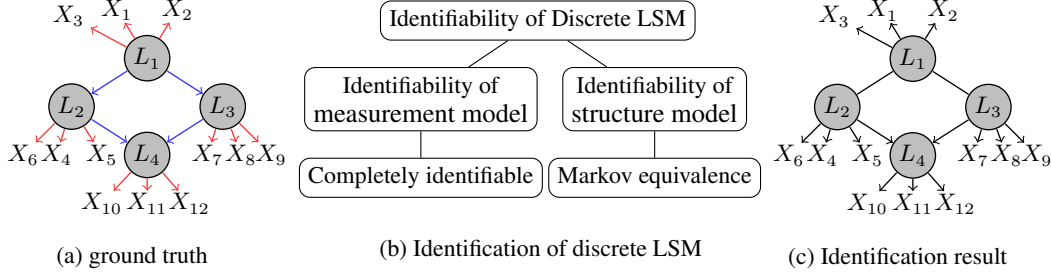 X3 X1 X2
L1
L2 L3
X6 X4 X5 L4 X7 X8 X9
X10 X11 X12
(a) ground truth
Identifiability of Discrete LSM
Identifiability of
measurement model
Identifiability of
structure model
Completely identifiable
Markov equivalence
(b) Identification of discrete LSM
X3 X1 X2
L1
L2 L3
X6 X4 X5 L4 X7 X8 X9
X10 X11 X12
(c) Identification result